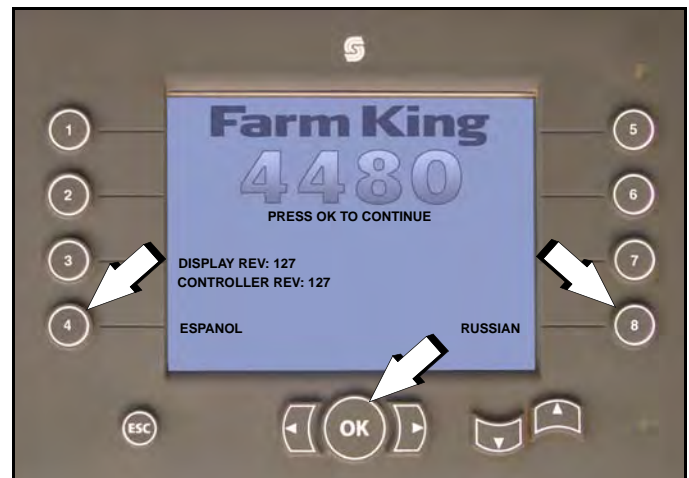 Farm King
4480
PRESS OK TO CONTINUE
DISPLAY REV: 127
CONTROLLER REV: 127
ESPANOL RUSSIAN
1 5
2 6
3 7
4 8
ESC OK